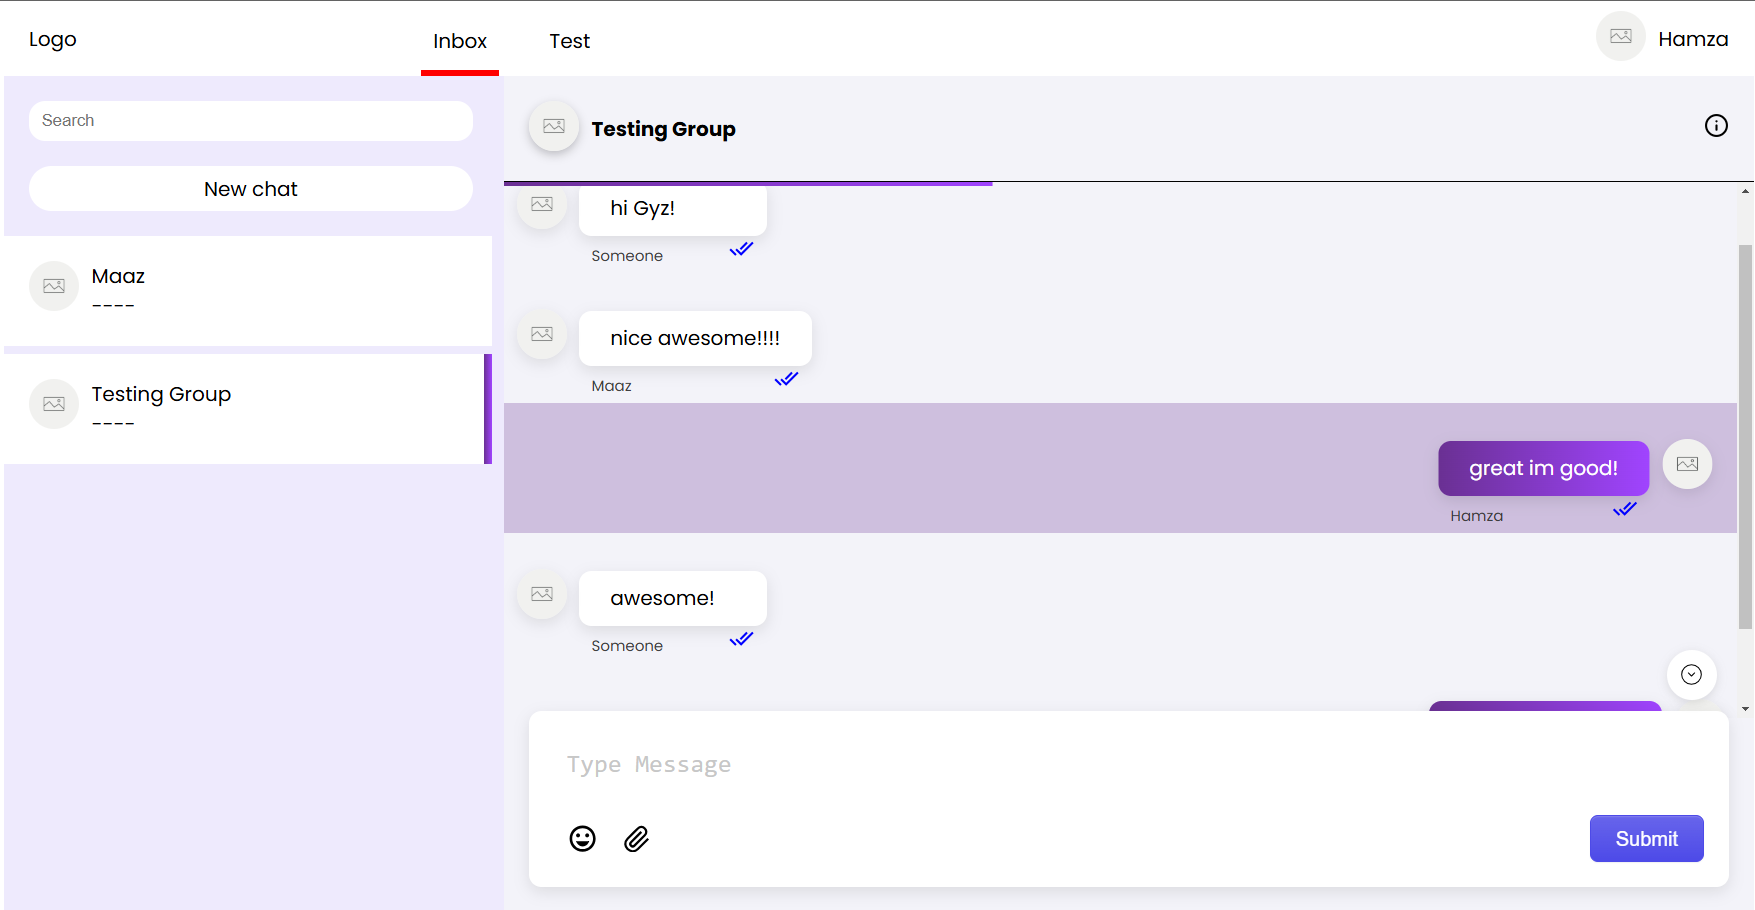 Logo
Inbox
Test
Hamza
Search
New chat
Maaz
----
Testing Group
----
Testing Group
hi Gyz!
Someone
nice awesome!!!!
Maaz
great im good!
Hamza
awesome!
Someone
Type Message
Submit